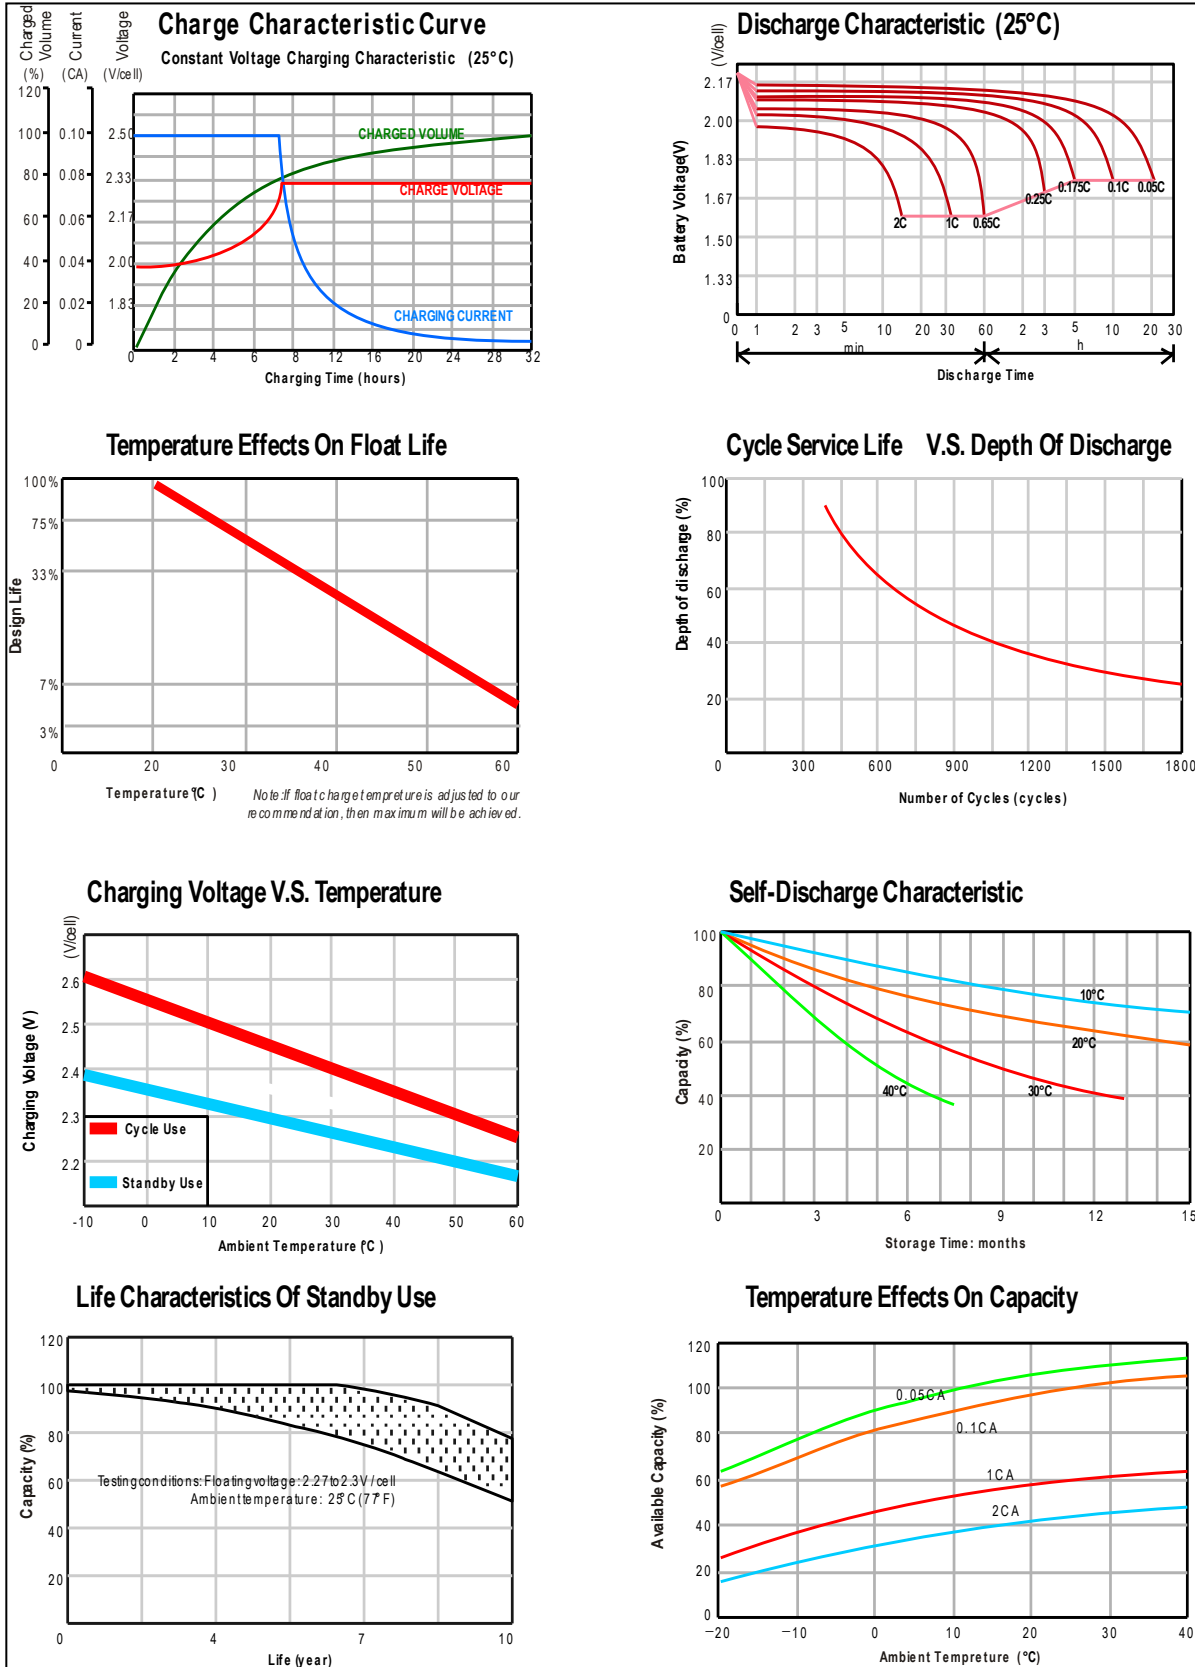 Charge Characteristic Curve
Constant Voltage Charging Characteristic (25°C)
Charged Volume
Current
Voltage
(%) (CA) (V/cell)
120
100 0.10 2.50
80 0.08 2.33
60 0.06 2.17
40 0.04 2.00
20 0.02 1.83
0 0
CHARGED VOLUME
CHARGE VOLTAGE
CHARGING CURRENT
0 2 4 6 8 12 16 20 24 28 32
Charging Time (hours)
Discharge Characteristic (25°C)
(V/cell)
Battery Voltage(V)
2.17
2.00
1.83
1.67
1.50
1.33
0
2C 1C 0.65C 0.25C 0.175C 0.1C 0.05C
0 1 2 3 5 10 20 30 60 2 3 5 10 20 30
min h
Discharge Time
Temperature Effects On Float Life
Design Life
100%
75%
33%
7%
3%
0 20 30 40 50 60
Temperature (°C )
Note:If float charge tempreture is adjusted to our
recommendation, then maximum will be achieved.
Cycle Service Life V.S. Depth Of Discharge
Depth of discharge (%)
100
80
60
40
20
0 300 600 900 1200 1500 1800
Number of Cycles (cycles)
Charging Voltage V.S. Temperature
(V/cell)
Charging Voltage (V)
2.6
2.5
2.4
2.3
2.2
Cycle Use
Standby Use
-10 0 10 20 30 40 50 60
Ambient Temperature (°C )
Self-Discharge Characteristic
Capacity (%)
100
80
60
40
20
10°C
20°C
30°C
40°C
0 3 6 9 12 15
Storage Time: months
Life Characteristics Of Standby Use
Capacity (%)
120
100
80
60
40
20
Testing conditions: Floating voltage: 2.27 to 2.3V / cell
Ambient temperature: 25°C (77°F)
0 4 7 10
Life (year)
Temperature Effects On Capacity
Available Capacity (%)
120
100
80
60
40
20
0
0.05CA
0.1CA
1CA
2CA
-20 -10 0 10 20 30 40
Ambient Tempreture (°C)